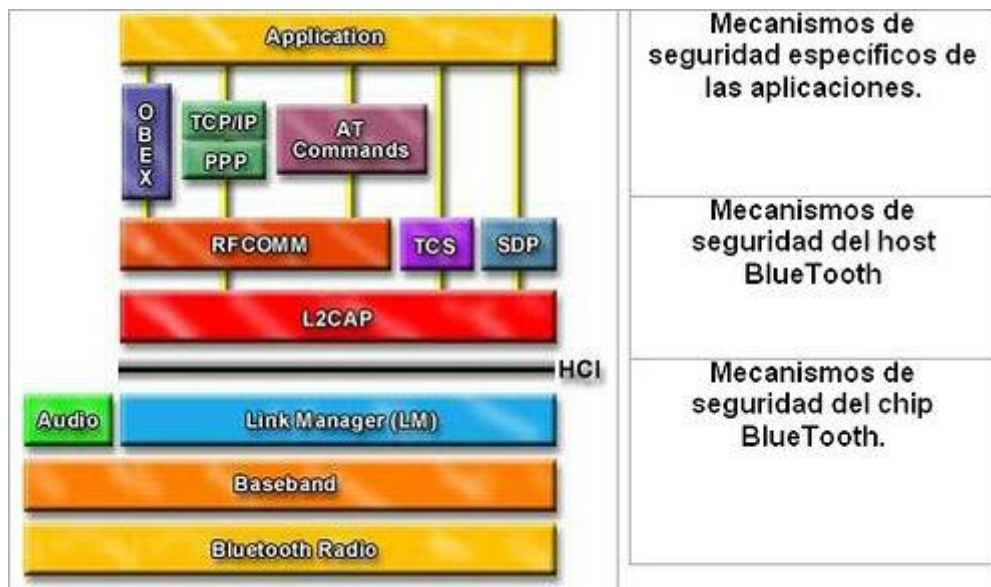 Application
OBEX
TCP/IP
PPP
AT
Commands
RFCOMM
TCS
SDP
L2CAP
HCI
Audio
Link Manager (LM)
Baseband
Bluetooth Radio
Mecanismos de
seguridad específicos de
las aplicaciones.
Mecanismos de
seguridad del host
BlueTooth
Mecanismos de
seguridad del chip
BlueTooth.